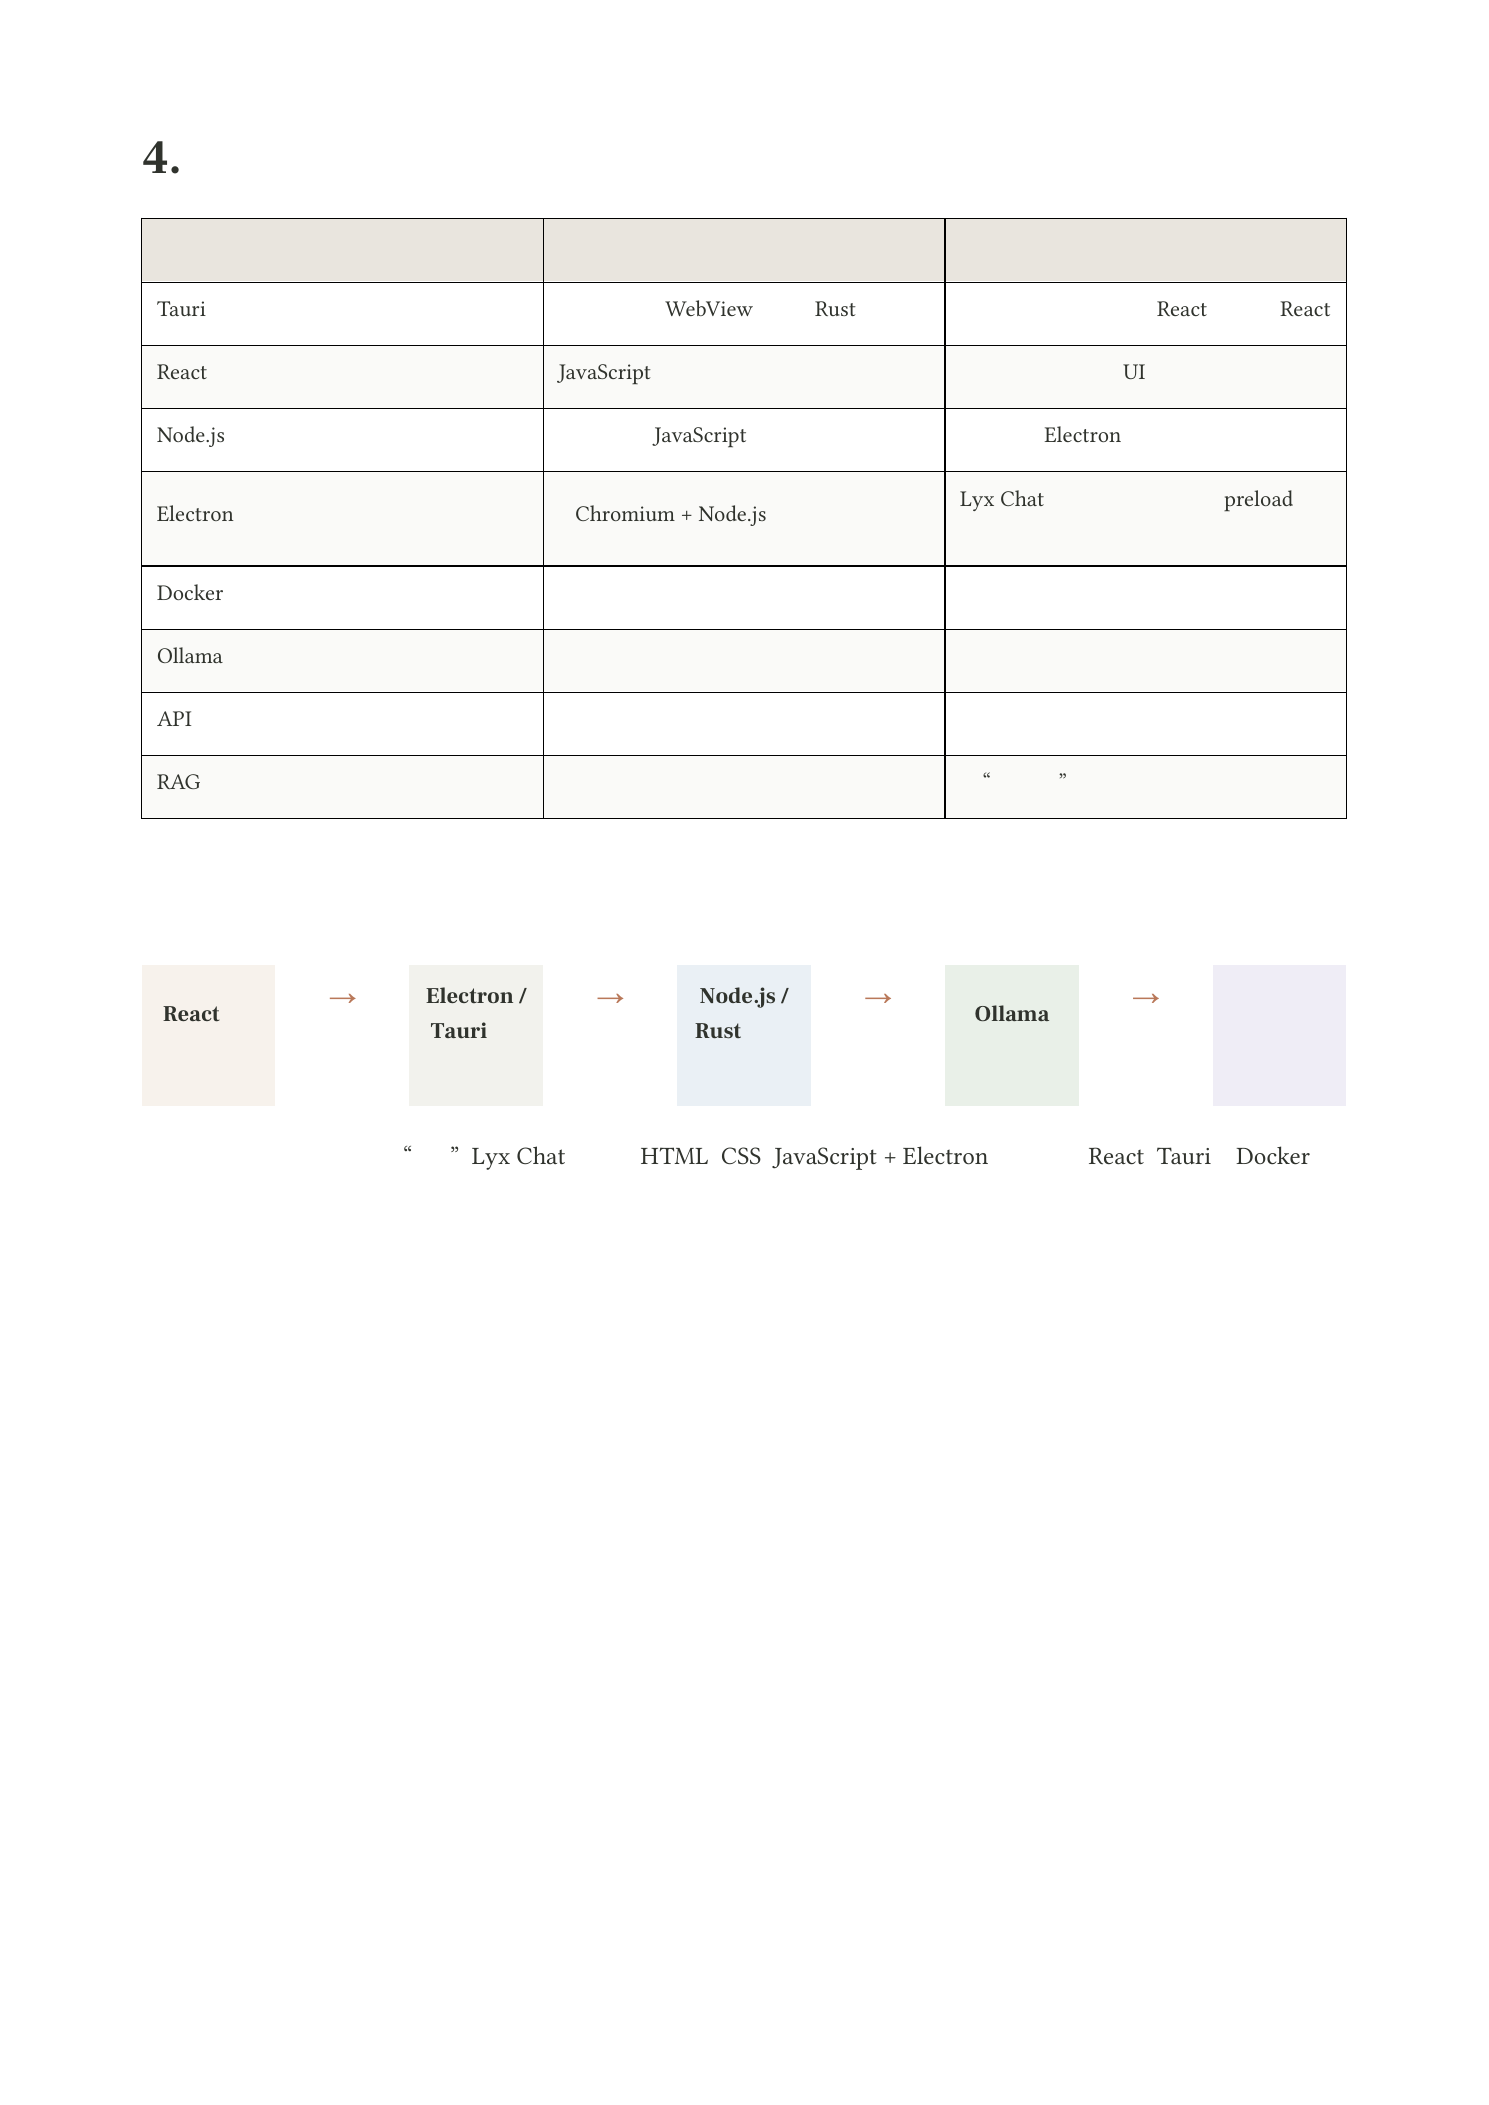 4.
Tauri WebView Rust React React
React JavaScript UI
Node.js JavaScript Electron
Lyx Chat preload
Electron Chromium + Node.js
Docker
Ollama
API
RAG “ ”
React → Electron / Tauri → Node.js / Rust → Ollama →
“ ” Lyx Chat HTML CSS JavaScript + Electron React Tauri Docker